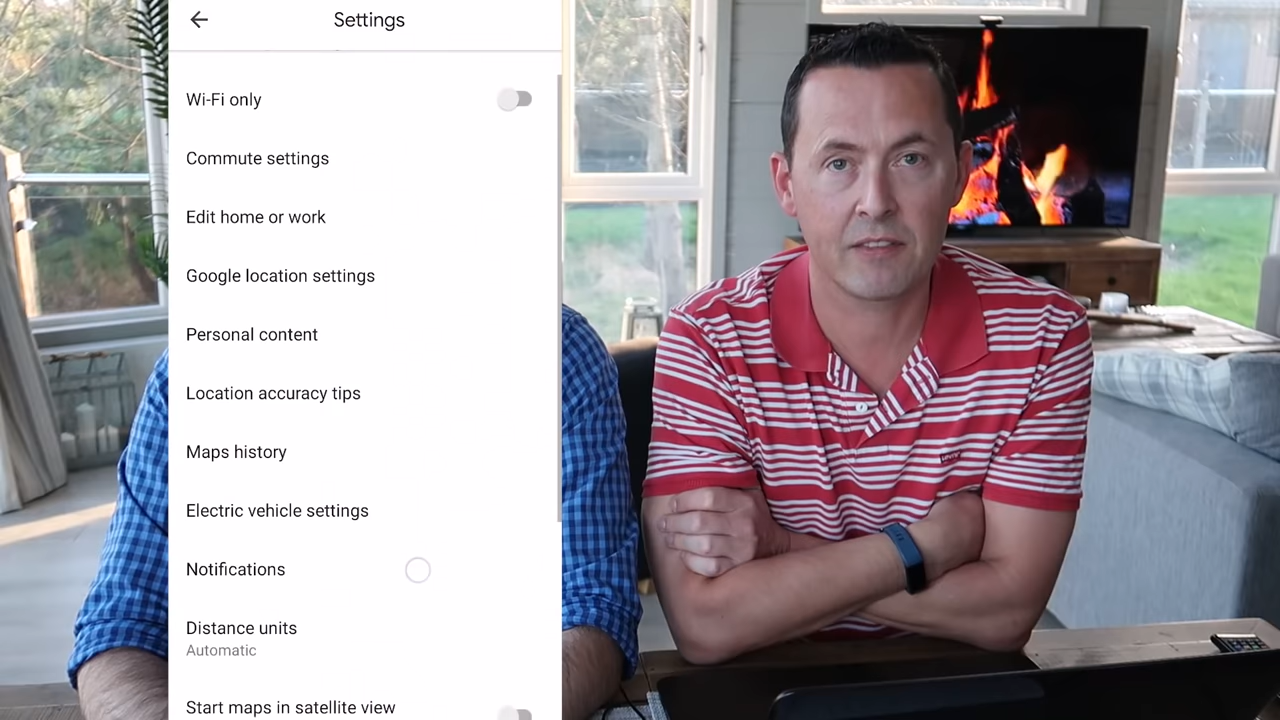 Settings
Wi-Fi only
Commute settings
Edit home or work
Google location settings
Personal content
Location accuracy tips
Maps history
Electric vehicle settings
Notifications
Distance units
Automatic
Start maps in satellite view